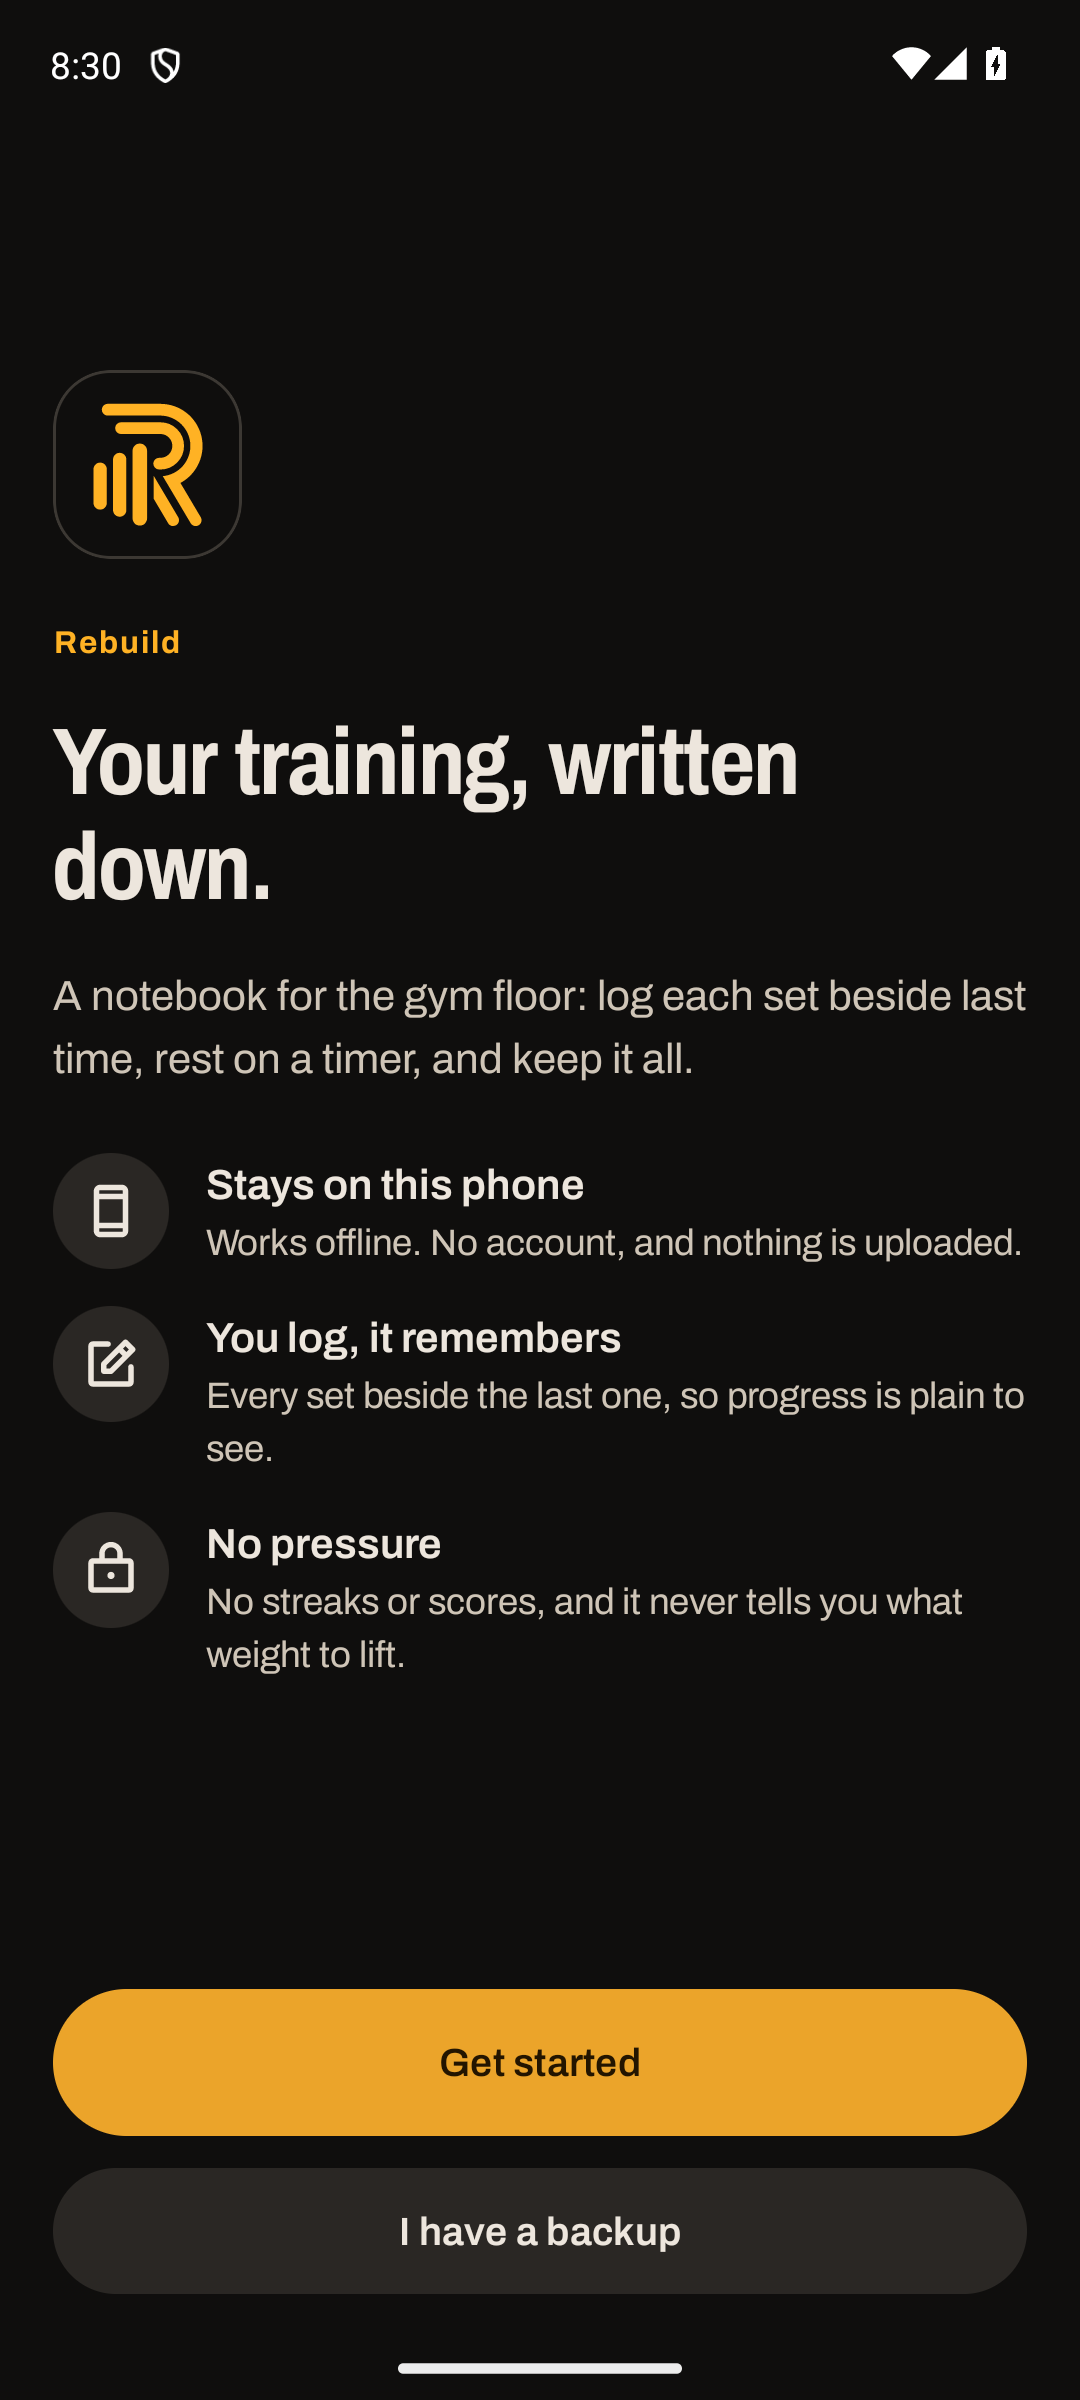 8:30
Rebuild
Your training, written
down.
A notebook for the gym floor: log each set beside last
time, rest on a timer, and keep it all.
Stays on this phone
Works offline. No account, and nothing is uploaded.
You log, it remembers
Every set beside the last one, so progress is plain to
see.
No pressure
No streaks or scores, and it never tells you what
weight to lift.
Get started
I have a backup